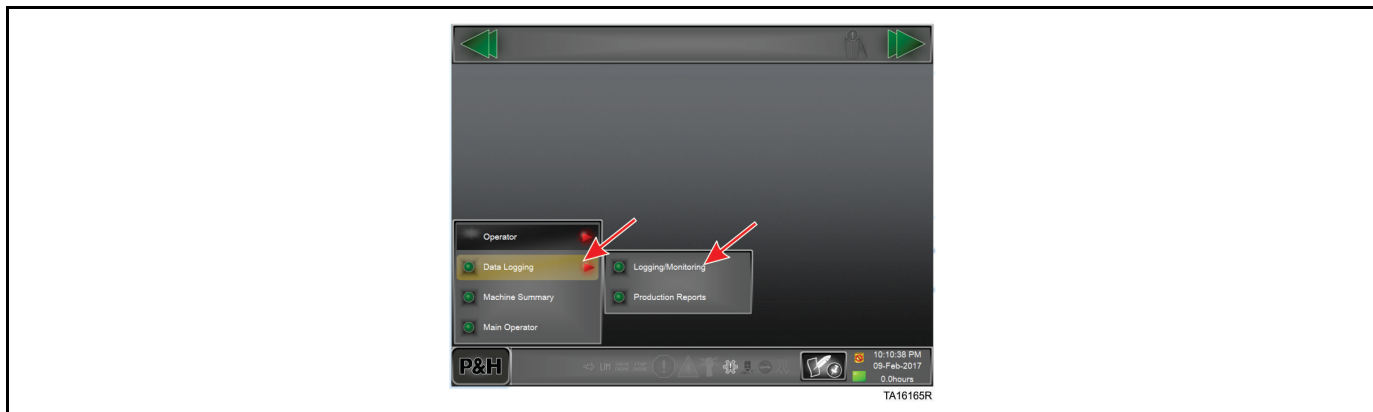 Operator
Data Logging
Logging/Monitoring
Machine Summary
Production Reports
Main Operator
P&H
LIM
10:10:38 PM
09-Feb-2017
0.0hours
TA16165R